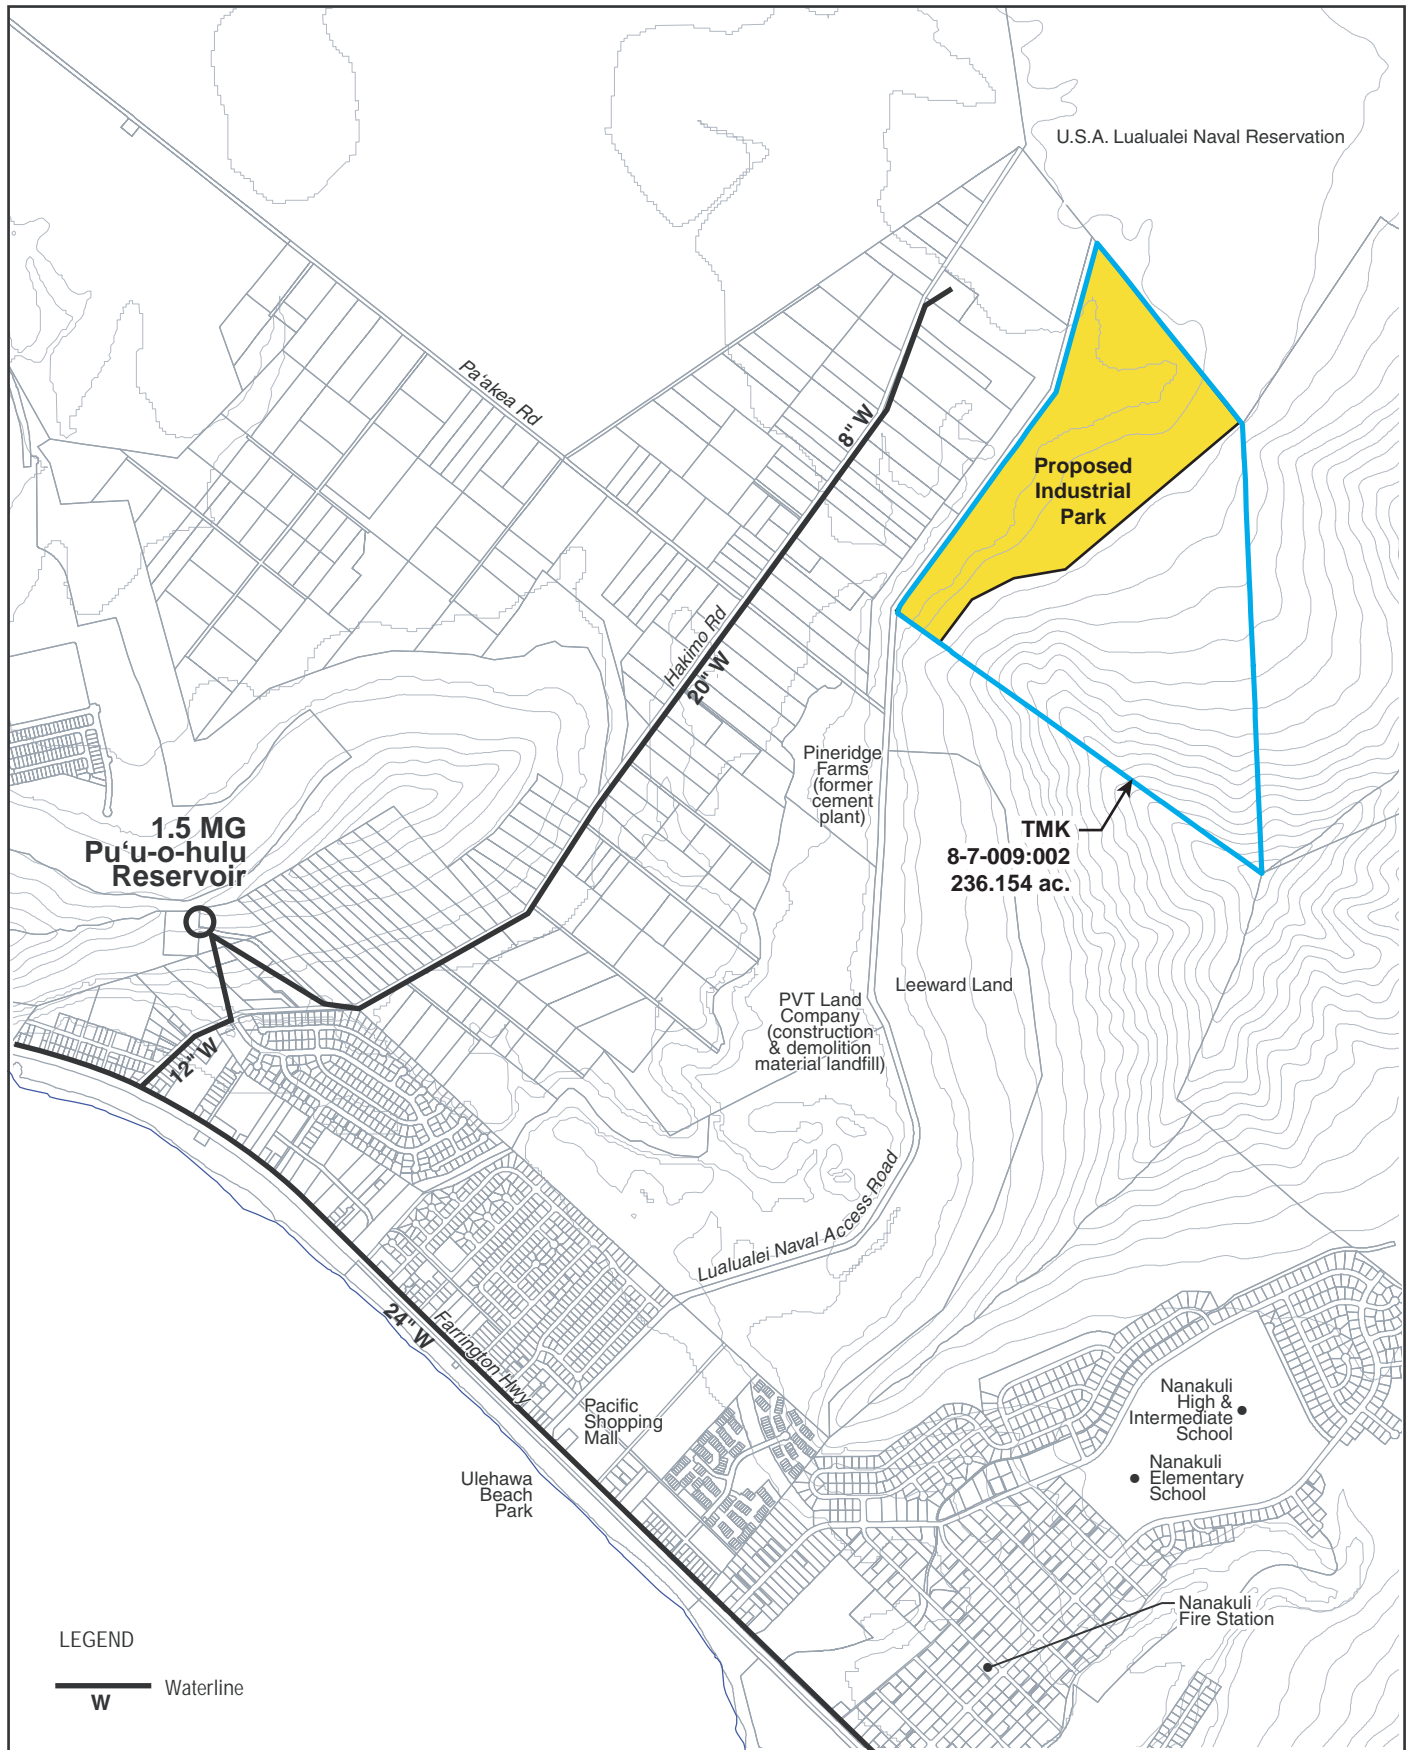 U.S.A. Lualualei Naval Reservation
Pa‘akea Rd
8" W
Proposed
Industrial
Park
Hakimo Rd
20" W
Pineridge
Farms
(former
cement
plant)
TMK
8-7-009:002
236.154 ac.
1.5 MG
Pu‘u-o-hulu
Reservoir
Leeward Land
PVT Land
Company
(construction
& demolition
material landfill)
12" W
Lualualei Naval Access Road
24" W
Farrington Hwy
Pacific
Shopping
Mall
Nanakuli
High &
Intermediate
School
Nanakuli
Elementary
School
Ulehawa
Beach
Park
Nanakuli
Fire Station
LEGEND
W
Waterline